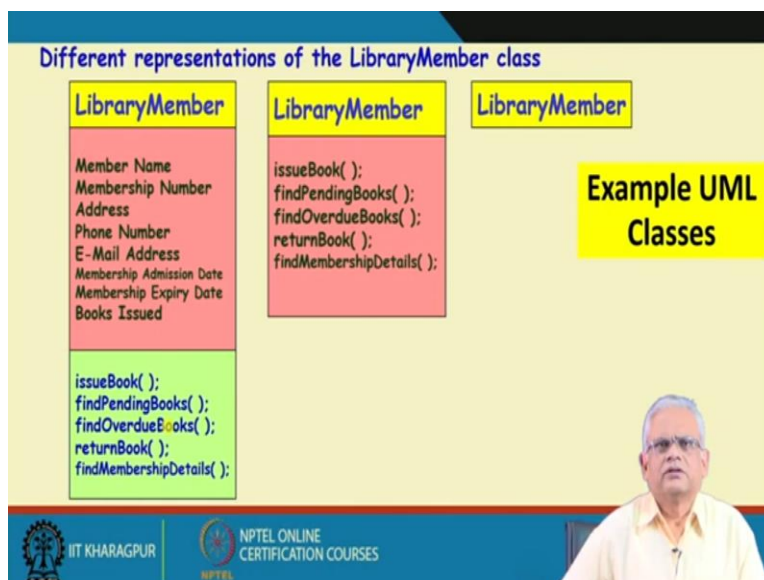 Different representations of the LibraryMember class
LibraryMember
Member Name
Membership Number
Address
Phone Number
E-Mail Address
Membership Admission Date
Membership Expiry Date
Books Issued
issueBook( );
findPendingBooks( );
findOverdueBooks( );
returnBook( );
findMembershipDetails( );
LibraryMember
issueBook( );
findPendingBooks( );
findOverdueBooks( );
returnBook( );
findMembershipDetails( );
LibraryMember
Example UML
Classes
IIT KHARAGPUR
NPTEL
NPTEL ONLINE
CERTIFICATION COURSES